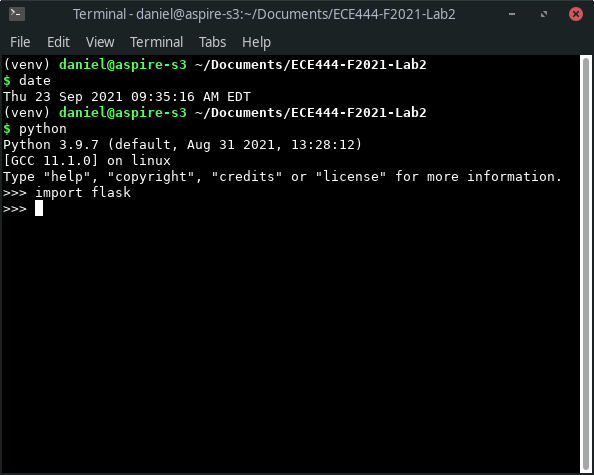 Terminal - daniel@aspire-s3:~/Documents/ECE444-F2021-Lab2
File Edit View Terminal Tabs Help
(venv) daniel@aspire-s3 ~/Documents/ECE444-F2021-Lab2
$ date
Thu 23 Sep 2021 09:35:16 AM EDT
(venv) daniel@aspire-s3 ~/Documents/ECE444-F2021-Lab2
$ python
Python 3.9.7 (default, Aug 31 2021, 13:28:12)
[GCC 11.1.0] on linux
Type "help", "copyright", "credits" or "license" for more information.
>>> import flask
>>>